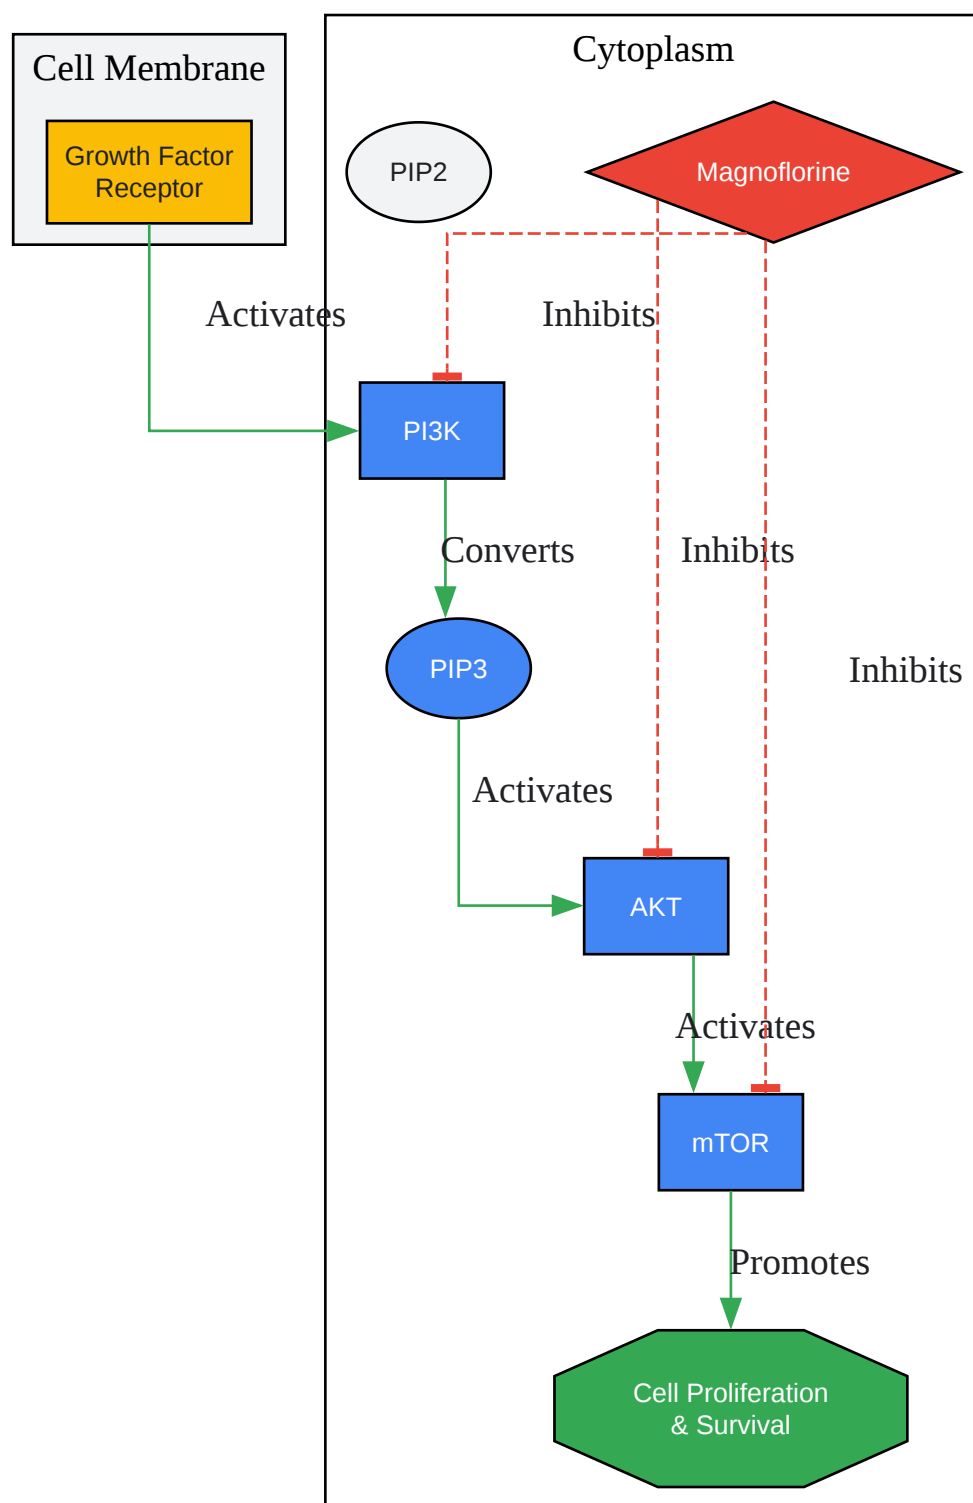 Cytoplasm
Cell Membrane
Growth Factor
Receptor
PIP2
Magnoflorine
Activates
Inhibits
PI3K
Converts
Inhibits
PIP3
Inhibits
Activates
AKT
Activates
mTOR
Promotes
Cell Proliferation
& Survival